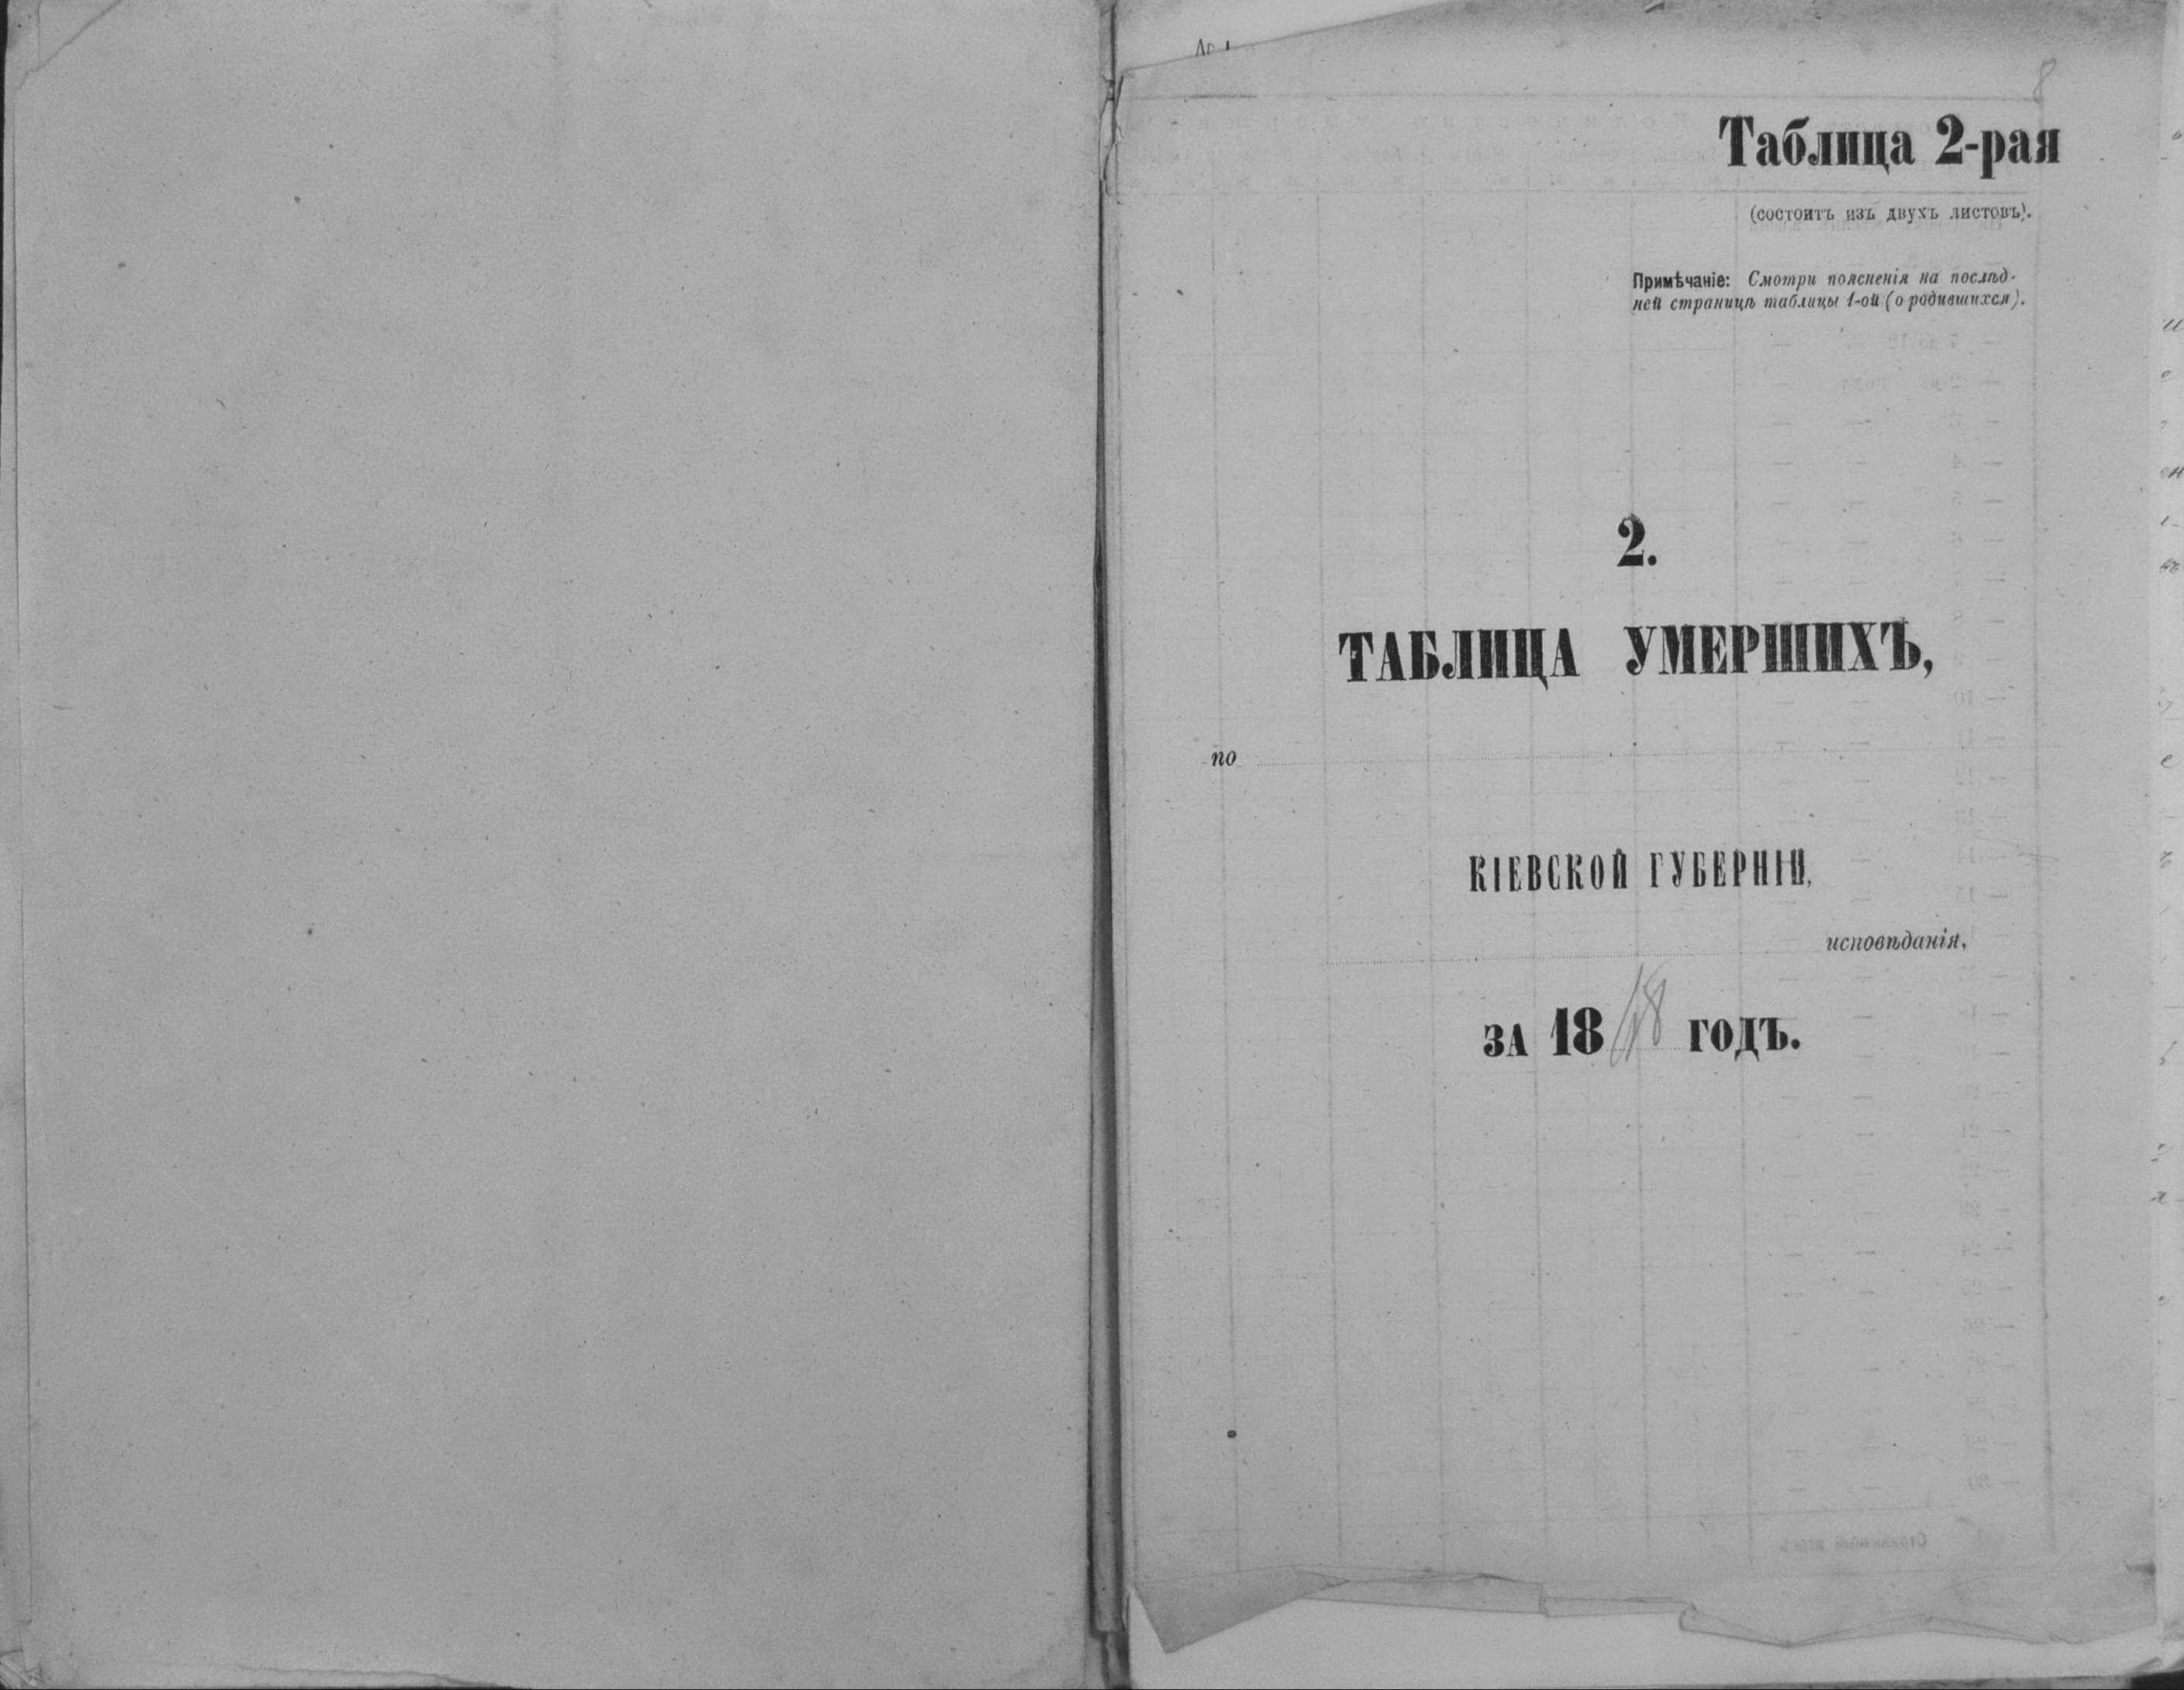 8
Таблица 2-рая
(состоитъ изъ двухъ листовъ).
Примѣчаніе: Смотри поясненія на послѣд-
ней страницѣ таблицы 1-ой (о родившихся).
2.
ТАБЛИЦА УМЕРШИХЪ,
по
КІЕВСКОЙ ГУБЕРНІИ,
исповѣданія,
ЗА 18 ГОДЪ.